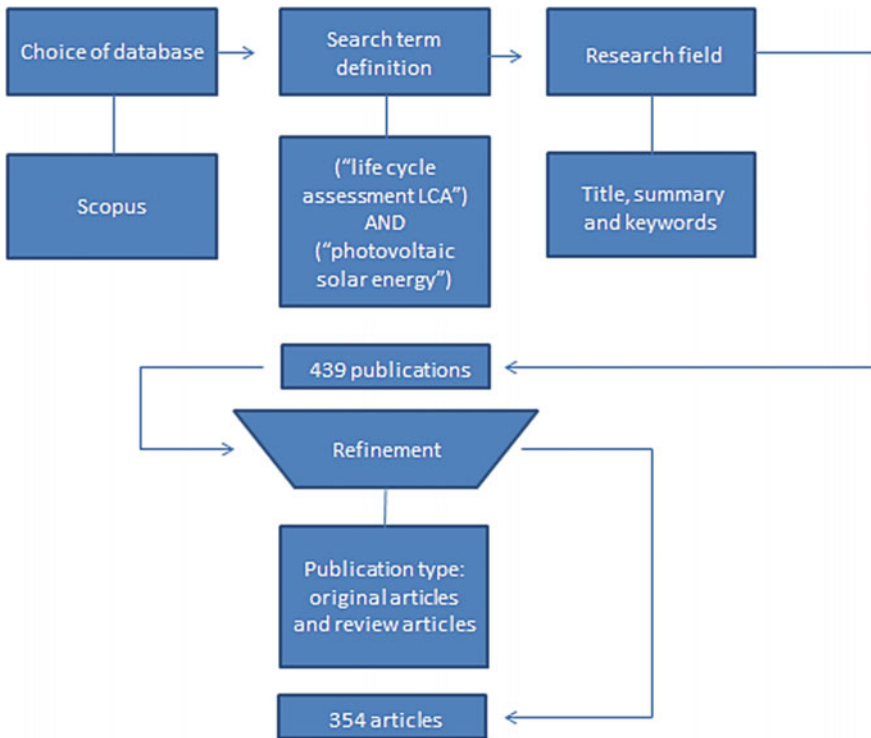 Choice of database
Search term
definition
Research field
Scopus
(“life cycle
assessment LCA”)
AND
(“photovoltaic
solar energy”)
Title, summary
and keywords
439 publications
Refinement
Publication type:
original articles
and review articles
354 articles